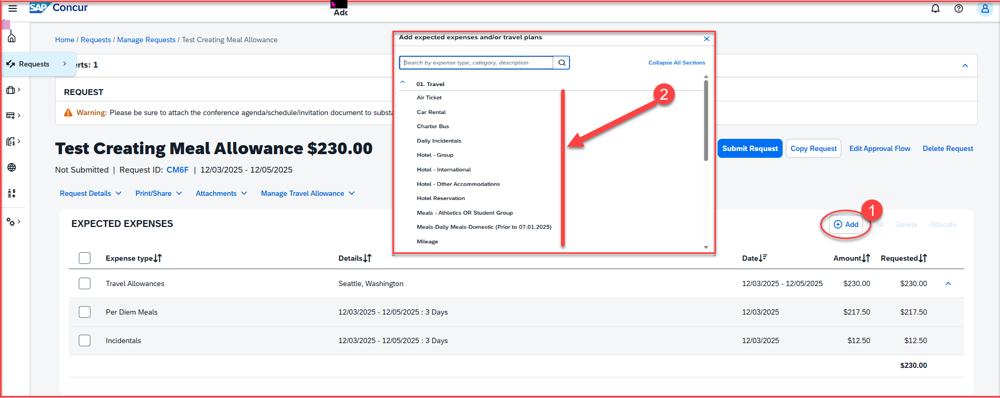 SAP Concur
Add
Home / Requests / Manage Requests / Test Creating Meal Allowance
Requests
erts: 1
REQUEST
Warning: Please be sure to attach the conference agenda/schedule/invitation document to substa
Add expected expenses and/or travel plans
Search by expense type, category, description
Collapse All Sections
01. Travel
Air Ticket
Car Rental
Charter Bus
Daily Incidentals
Hotel - Group
Hotel - International
Hotel - Other Accommodations
Hotel Reservation
Meals - Athletics OR Student Group
Meals-Daily Meals-Domestic (Prior to 07.01.2025)
Mileage
2
Test Creating Meal Allowance $230.00
Submit Request Copy Request Edit Approval Flow Delete Request
Not Submitted | Request ID: CM6F | 12/03/2025 - 12/05/2025
Request Details Print/Share Attachments Manage Travel Allowance
1
EXPECTED EXPENSES
Add Edit Delete Allocate
Expense type Details Date Amount Requested
Travel Allowances Seattle, Washington 12/03/2025 - 12/05/2025 $230.00 $230.00
Per Diem Meals 12/03/2025 - 12/05/2025 : 3 Days 12/03/2025 $217.50 $217.50
Incidentals 12/03/2025 - 12/05/2025 : 3 Days 12/03/2025 $12.50 $12.50
$230.00